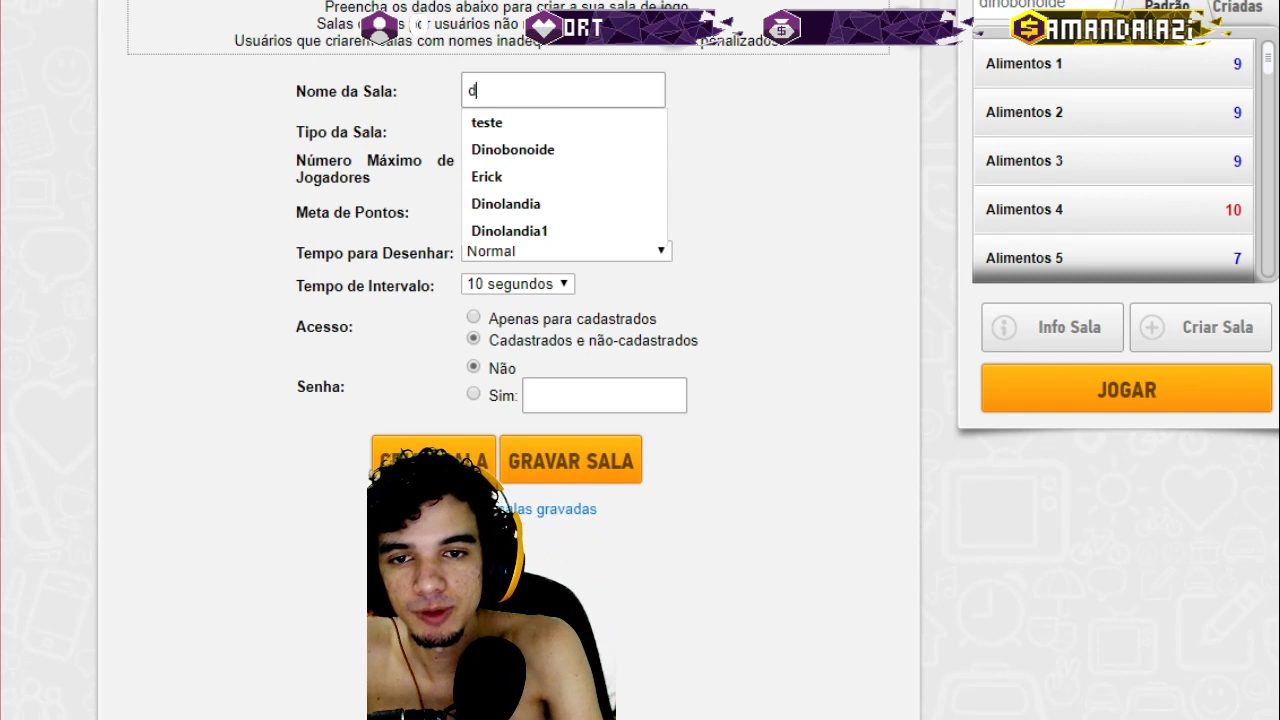 Preencha os dados abaixo para criar a sua sala de jogo
Salas por usuários não
Usuários que criarem salas com nomes penalizados
ORT
AMANDAIAZI
dinobonoide
Padrão
Criadas
Nome da Sala:
d
teste
Dinobonoide
Erick
Dinolandia
Dinolandia1
Tipo da Sala:
Número Máximo de
Jogadores
Meta de Pontos:
Tempo para Desenhar:
Normal
Tempo de Intervalo:
10 segundos
Acesso:
Apenas para cadastrados
Cadastrados e não-cadastrados
Senha:
Não
Sim:
GRAVAR SALA
salas gravadas
Alimentos 1 9
Alimentos 2 9
Alimentos 3 9
Alimentos 4 10
Alimentos 5 7
Info Sala
Criar Sala
JOGAR